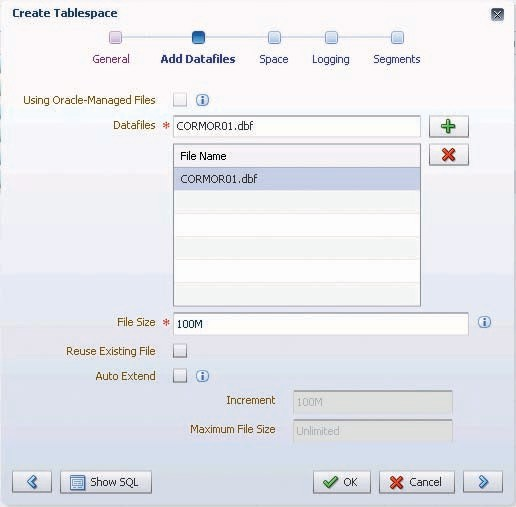 Create Tablespace
General Add Datafiles Space Logging Segments
Using Oracle-Managed Files
Datafiles * CORMOR01.dbf
File Name
CORMOR01.dbf
File Size * 100M
Reuse Existing File
Auto Extend
Increment 100M
Maximum File Size Unlimited
Show SQL OK Cancel